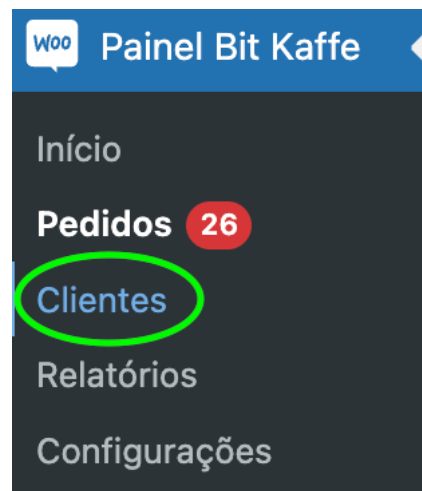 Woo Painel Bit Kaffe
Início
Pedidos 26
Clientes
Relatórios
Configurações